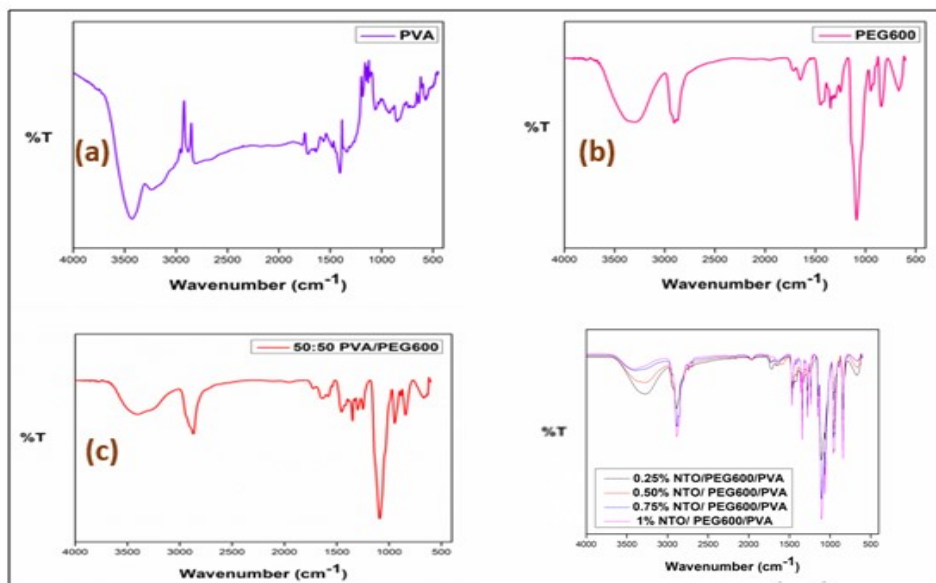 PVA
%T
(a)
4000 3500 3000 2500 2000 1500 1000 500
Wavenumber (cm-1)
PEG600
%T
(b)
4000 3500 3000 2500 2000 1500 1000 500
Wavenumber (cm-1)
50:50 PVA/PEG600
%T
(c)
4000 3500 3000 2500 2000 1500 1000 500
Wavenumber (cm-1)
%T
0.25% NTO/PEG600/PVA
0.50% NTO/ PEG600/PVA
0.75% NTO/ PEG600/PVA
1% NTO/ PEG600/PVA
4000 3500 3000 2500 2000 1500 1000 500